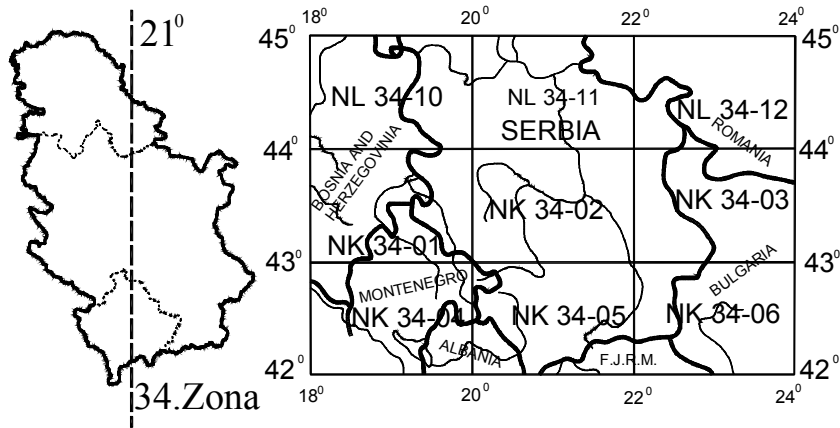 21⁰
34.Zona
18⁰ 20⁰ 22⁰ 24⁰
45⁰ 45⁰
NL 34-10 NL 34-11 NL 34-12
SERBIA
ROMANIA
BOSNIA AND
HERZEGOVINIA
44⁰ 44⁰
NK 34-01 NK 34-02 NK 34-03
43⁰ 43⁰
MONTENEGRO
BULGARIA
NK 34-04 NK 34-05 NK 34-06
ALBANIA
F.J.R.M.
42⁰ 42⁰
18⁰ 20⁰ 22⁰ 24⁰